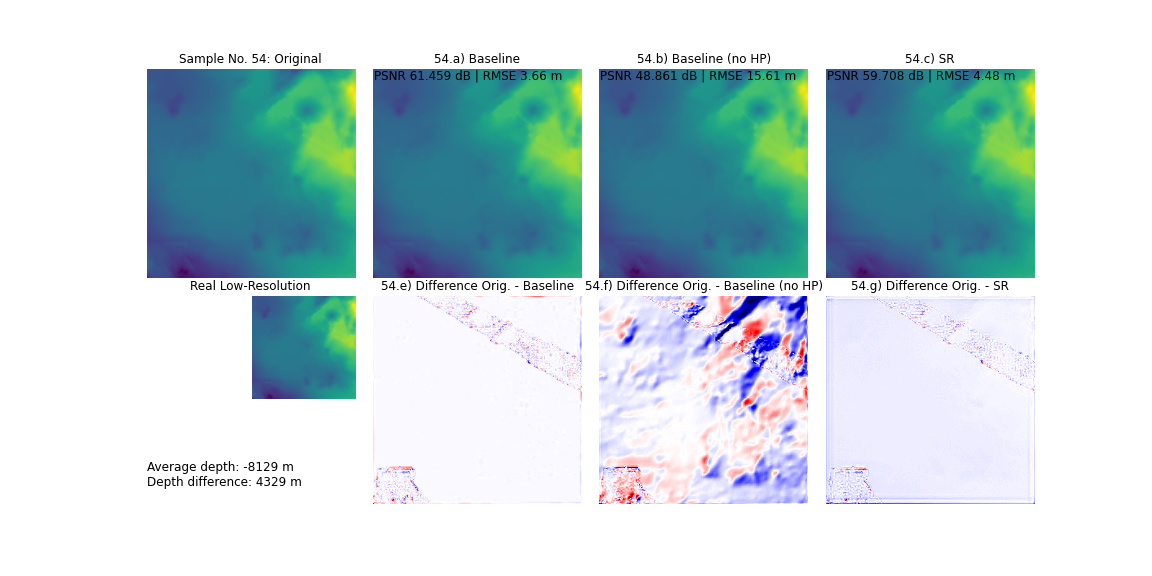 Sample No. 54: Original
54.a) Baseline
54.b) Baseline (no HP)
54.c) SR
PSNR 61.459 dB | RMSE 3.66 m
PSNR 48.861 dB | RMSE 15.61 m
PSNR 59.708 dB | RMSE 4.48 m
Real Low-Resolution
54.e) Difference Orig. - Baseline
54.f) Difference Orig. - Baseline (no HP)
54.g) Difference Orig. - SR
Average depth: -8129 m
Depth difference: 4329 m